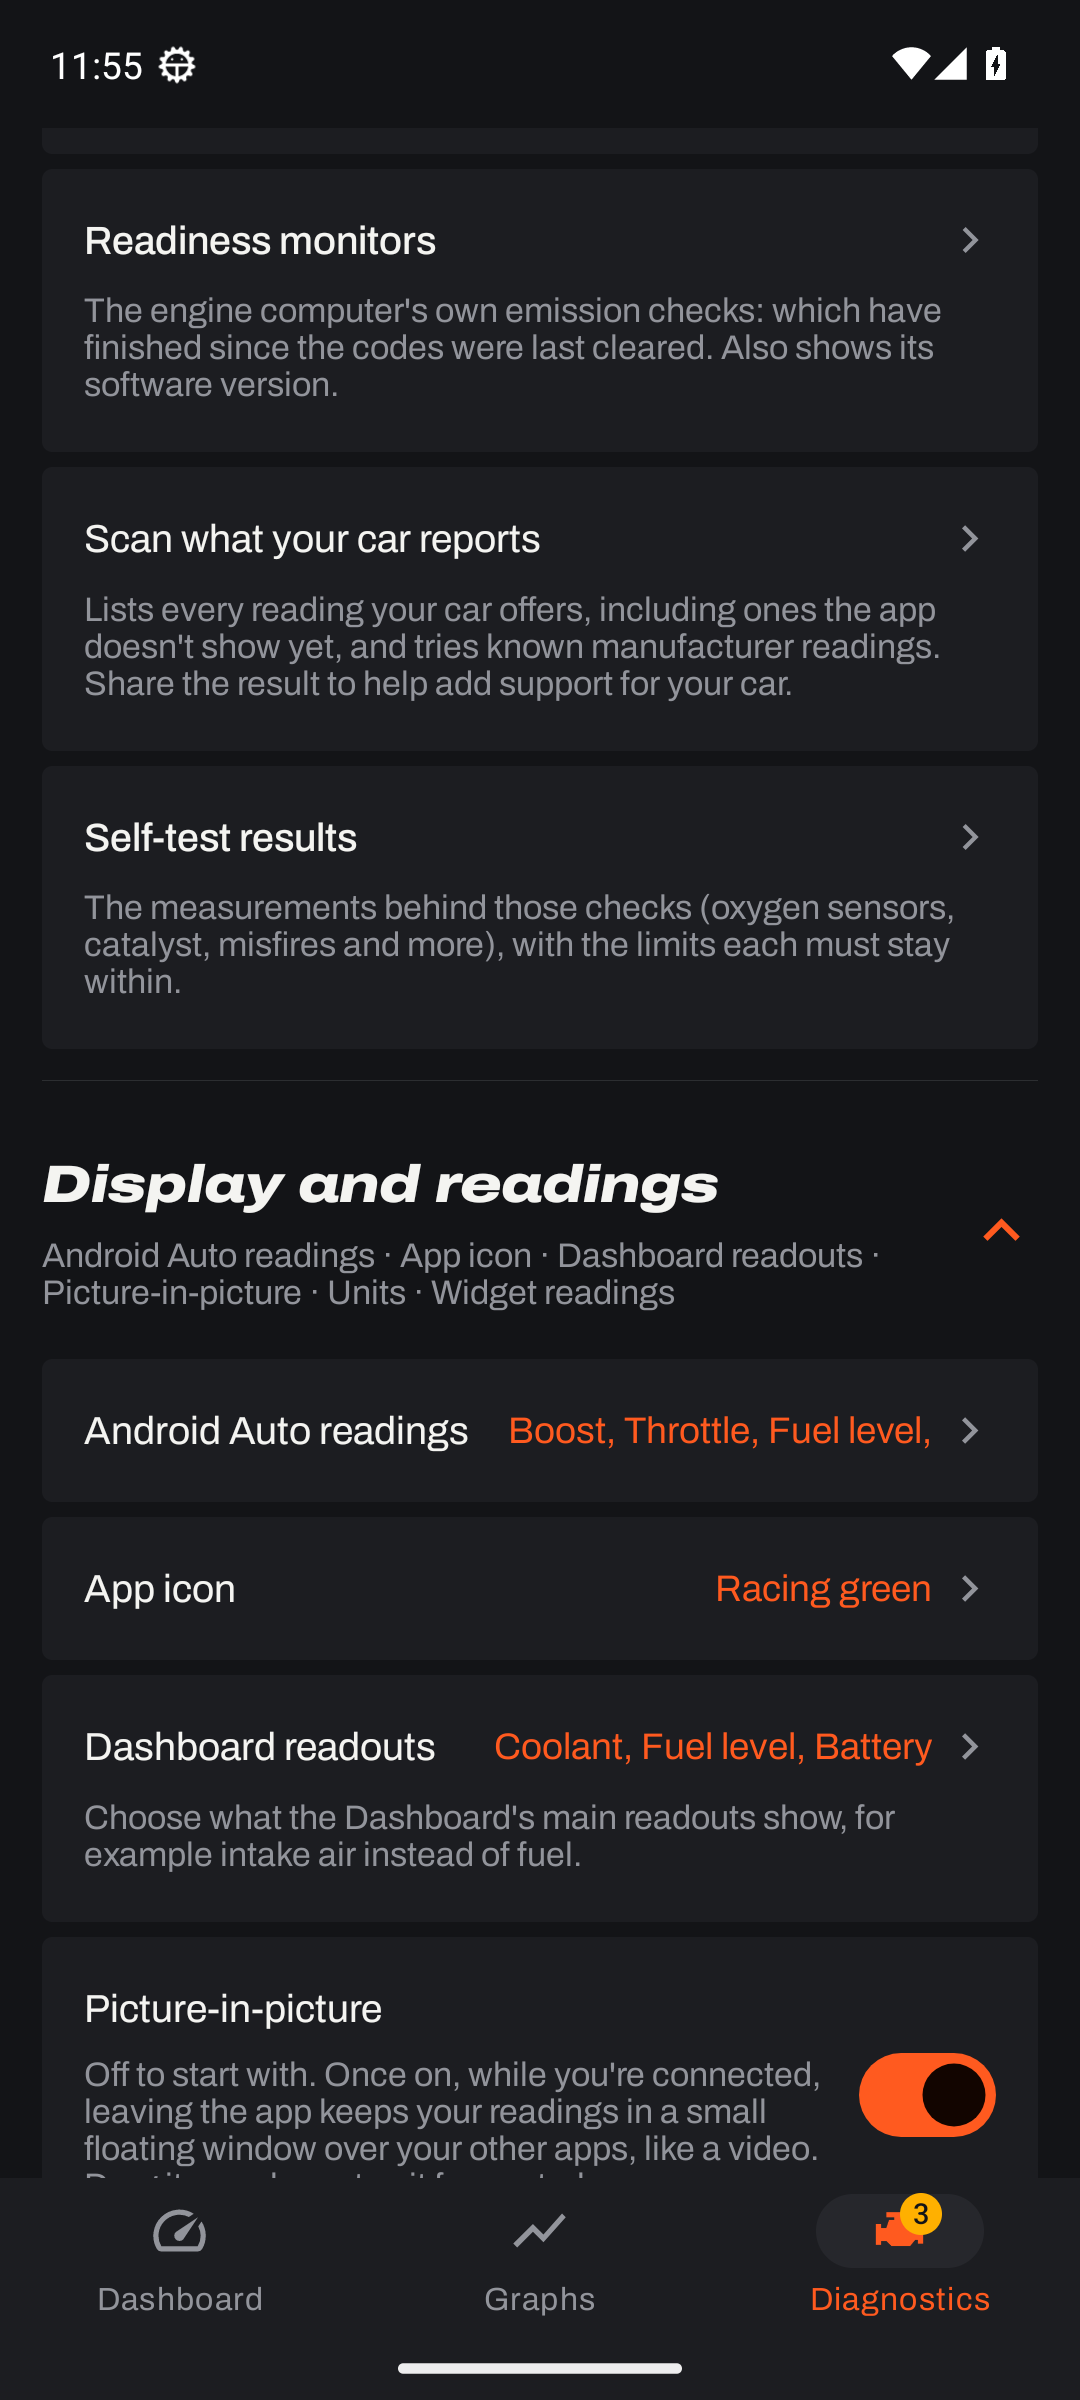 11:55
Readiness monitors
The engine computer's own emission checks: which have
finished since the codes were last cleared. Also shows its
software version.
Scan what your car reports
Lists every reading your car offers, including ones the app
doesn't show yet, and tries known manufacturer readings.
Share the result to help add support for your car.
Self-test results
The measurements behind those checks (oxygen sensors,
catalyst, misfires and more), with the limits each must stay
within.
Display and readings
Android Auto readings · App icon · Dashboard readouts ·
Picture-in-picture · Units · Widget readings
Android Auto readings Boost, Throttle, Fuel level,
App icon Racing green
Dashboard readouts Coolant, Fuel level, Battery
Choose what the Dashboard's main readouts show, for
example intake air instead of fuel.
Picture-in-picture
Off to start with. Once on, while you're connected,
leaving the app keeps your readings in a small
floating window over your other apps, like a video.
3
Dashboard Graphs Diagnostics